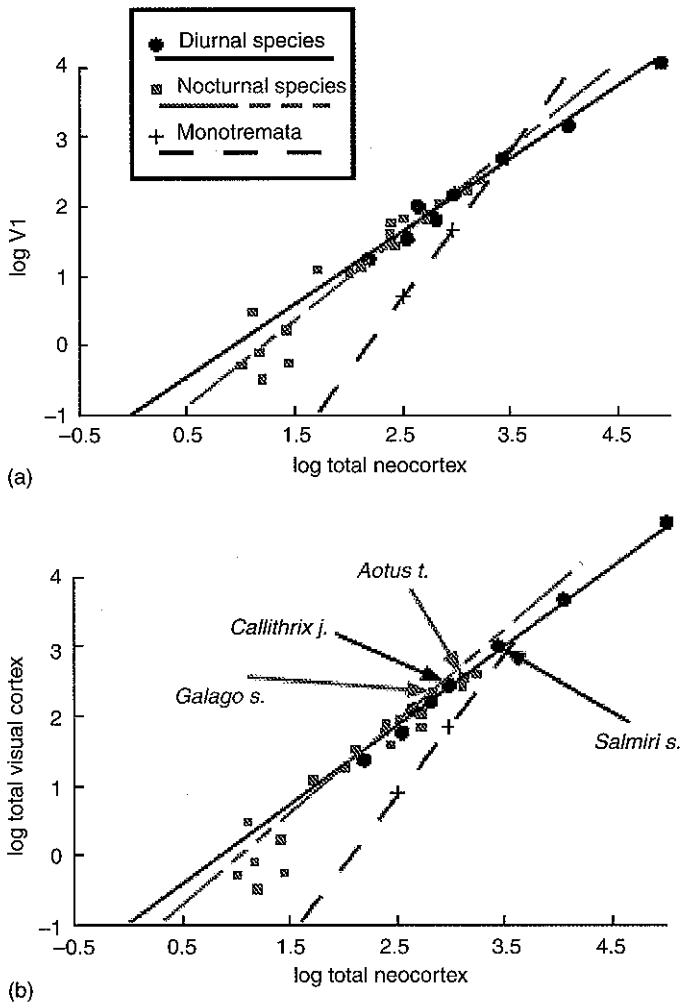 Diurnal species
Nocturnal species
Monotremata
4
3
2
1
0
−1
log V1
−0.5
0.5
1.5
2.5
3.5
4.5
log total neocortex
(a)
Aotus t.
Callithrix j.
Galago s.
Salmiri s.
4
3
2
1
0
−1
log total visual cortex
−0.5
0.5
1.5
2.5
3.5
4.5
log total neocortex
(b)